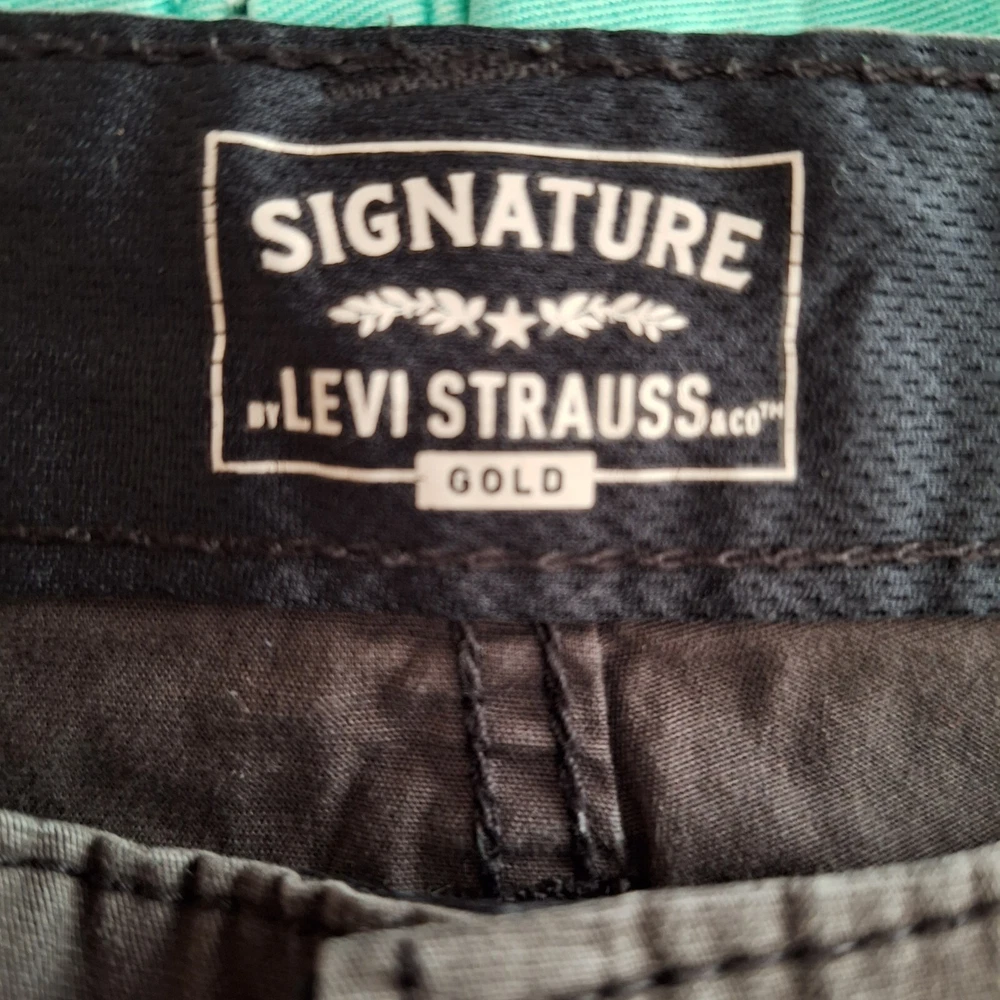 SIGNATURE
BY LEVI STRAUSS &CO™
GOLD